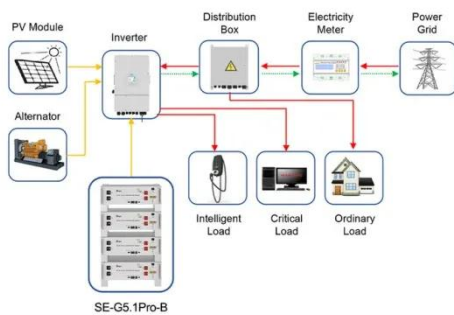 PV Module
Inverter
Distribution
Box
Electricity
Meter
Power
Grid
Alternator
Intelligent
Load
Critical
Load
Ordinary
Load
SE-G5.1Pro-B